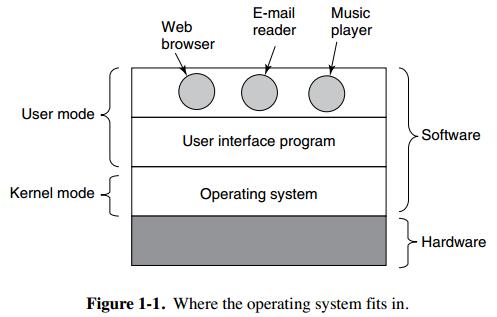 Web
browser
E-mail
reader
Music
player
User mode
User interface program
Software
Kernel mode
Operating system
Hardware
Figure 1-1. Where the operating system fits in.